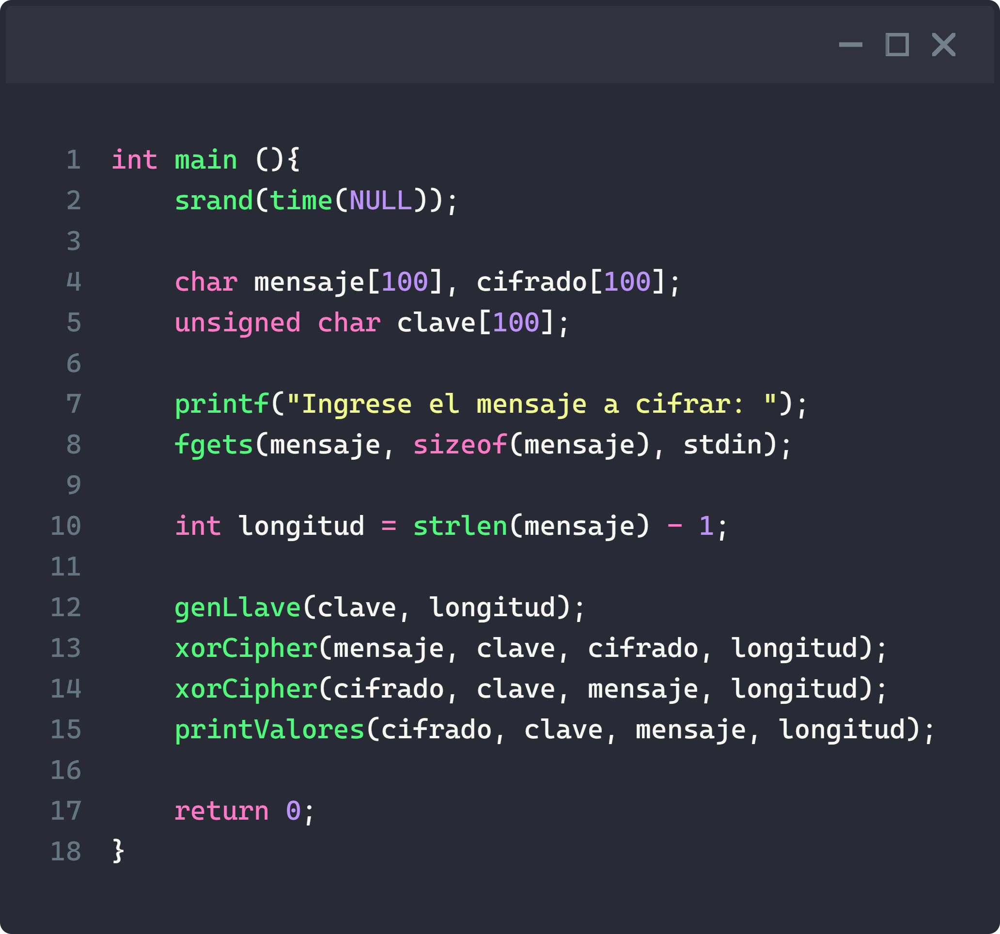 1 int main (){
2     srand(time(NULL));
3
4     char mensaje[100], cifrado[100];
5     unsigned char clave[100];
6
7     printf("Ingrese el mensaje a cifrar: ");
8     fgets(mensaje, sizeof(mensaje), stdin);
9
10     int longitud = strlen(mensaje) - 1;
11
12     genLlave(clave, longitud);
13     xorCipher(mensaje, clave, cifrado, longitud);
14     xorCipher(cifrado, clave, mensaje, longitud);
15     printValores(cifrado, clave, mensaje, longitud);
16
17     return 0;
18 }